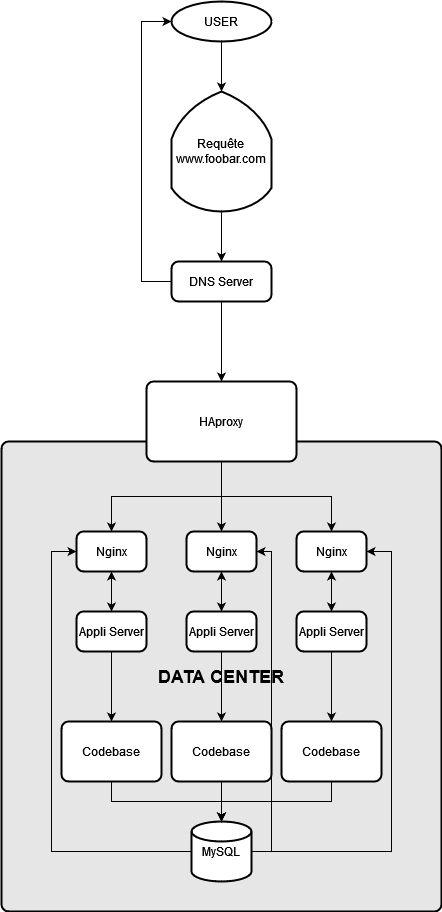 USER
Requête
www.foobar.com
DNS Server
HAproxy
Nginx Nginx Nginx
Appli Server Appli Server Appli Server
DATA CENTER
Codebase Codebase Codebase
MySQL